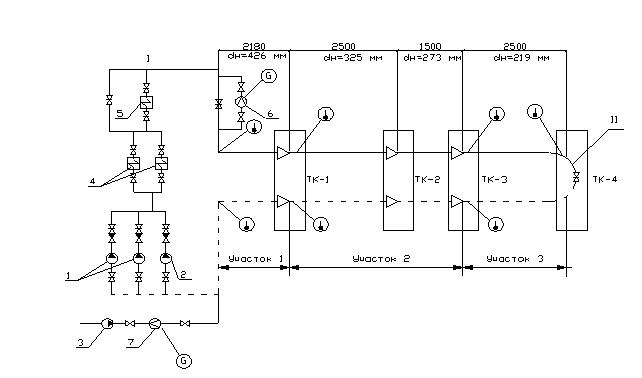 2180 2500 1500 2500
dн=426 мм dн=325 мм dн=273 мм dн=219 мм
I
G
5
6
II
4
ТК-1 ТК-2 ТК-3 ТК-4
Участок 1 Участок 2 Участок 3
1 2
3 7
G